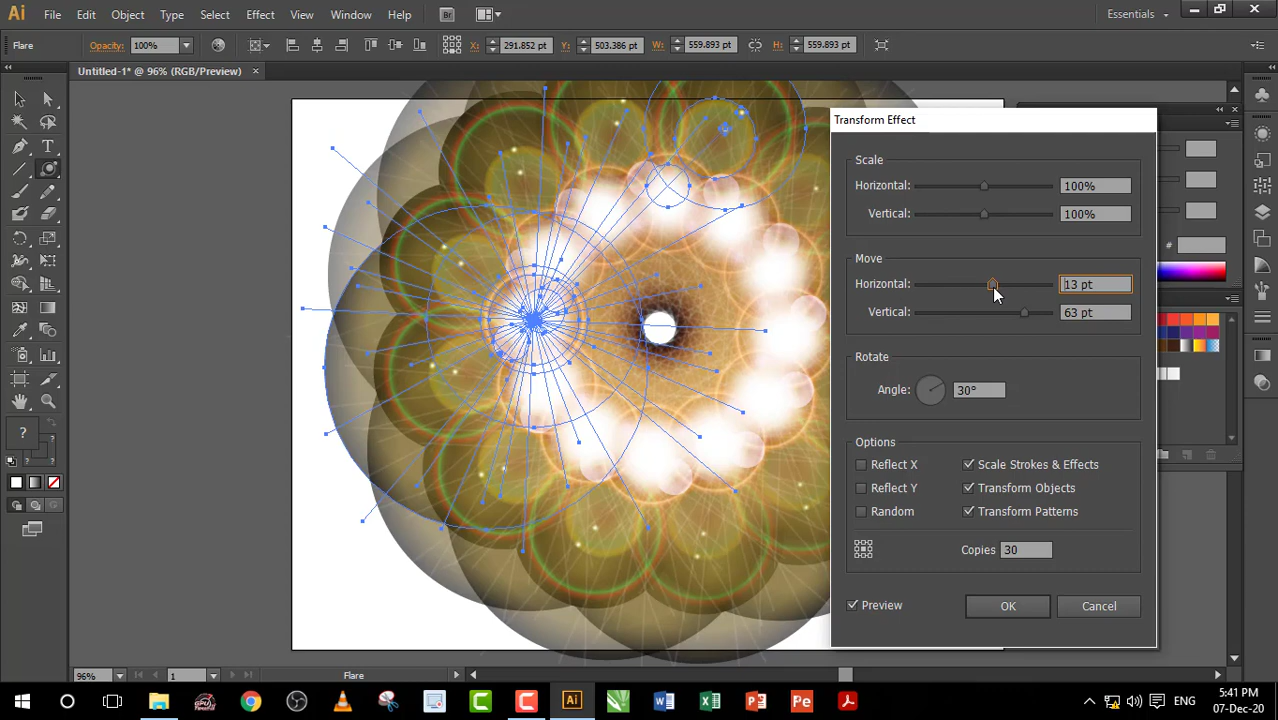 Ai File Edit Object Type Select Effect View Window Help Br Essentials
Flare Opacity: 100% X: 291.852 pt Y: 503.386 pt W: 559.893 pt H: 559.893 pt
Untitled-1* @ 96% (RGB/Preview)
Transform Effect
Scale
Horizontal: 100%
Vertical: 100%
#
Move
Horizontal: 13 pt
Vertical: 63 pt
Rotate
Angle: 30°
?
Options
Reflect X Scale Strokes & Effects
Reflect Y Transform Objects
Random Transform Patterns
Copies 30
Preview OK Cancel
96% 1 Flare
Ai W X P Pe ENG 5:41 PM
07-Dec-20